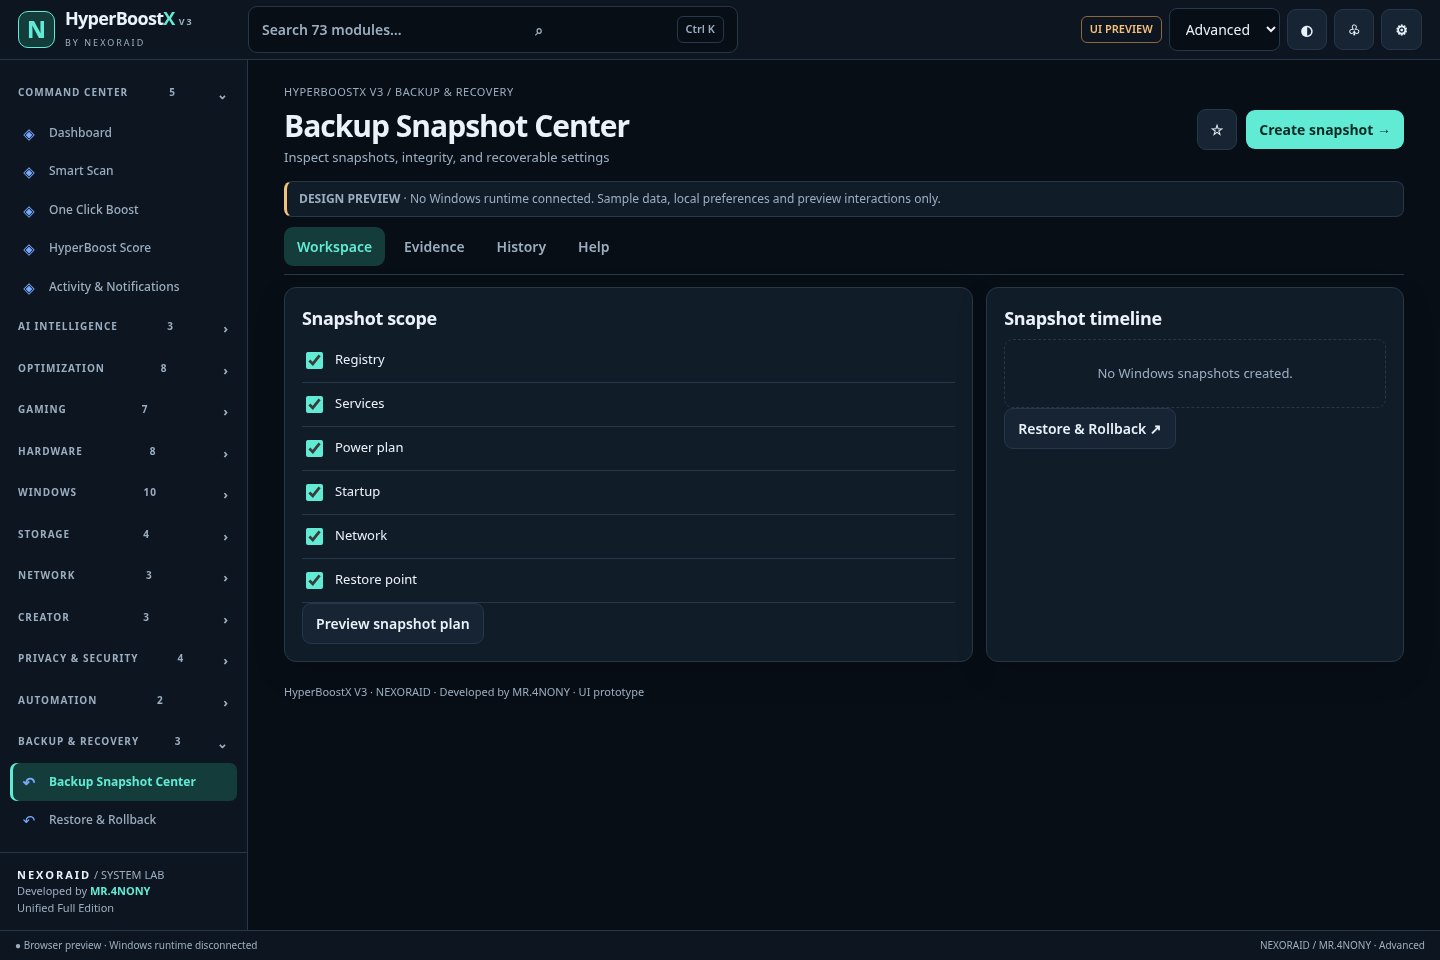 N HyperBoostX V3
BY NEXORAID
Search 73 modules...
Ctrl K
UI PREVIEW
Advanced
COMMAND CENTER 5
Dashboard
Smart Scan
One Click Boost
HyperBoost Score
Activity & Notifications
AI INTELLIGENCE 3
OPTIMIZATION 8
GAMING 7
HARDWARE 8
WINDOWS 10
STORAGE 4
NETWORK 3
CREATOR 3
PRIVACY & SECURITY 4
AUTOMATION 2
BACKUP & RECOVERY 3
Backup Snapshot Center
Restore & Rollback
NEXORAID / SYSTEM LAB
Developed by MR.4NONY
Unified Full Edition
HYPERBOOSTX V3 / BACKUP & RECOVERY
Backup Snapshot Center
Inspect snapshots, integrity, and recoverable settings
Create snapshot →
DESIGN PREVIEW · No Windows runtime connected. Sample data, local preferences and preview interactions only.
Workspace Evidence History Help
Snapshot scope
Registry
Services
Power plan
Startup
Network
Restore point
Preview snapshot plan
Snapshot timeline
No Windows snapshots created.
Restore & Rollback ↗
HyperBoostX V3 · NEXORAID · Developed by MR.4NONY · UI prototype
● Browser preview · Windows runtime disconnected
NEXORAID / MR.4NONY · Advanced